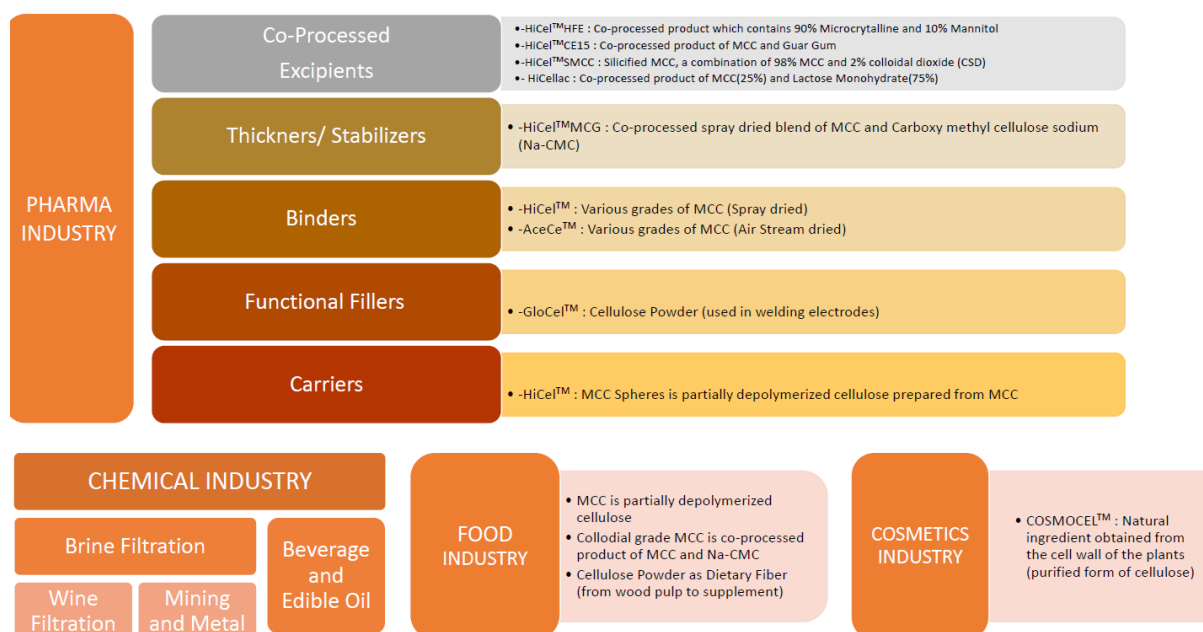 PHARMA
INDUSTRY
Co-Processed
Excipients
•-HiCel™HFE : Co-processed product which contains 90% Microcrytalline and 10% Mannitol
•-HiCel™CE15 : Co-processed product of MCC and Guar Gum
•-HiCel™SMCC : Silicified MCC, a combination of 98% MCC and 2% colloidal dioxide (CSD)
•- HiCellac : Co-processed product of MCC(25%) and Lactose Monohydrate(75%)
Thickners/ Stabilizers
• -HiCel™MCG : Co-processed spray dried blend of MCC and Carboxy methyl cellulose sodium
(Na-CMC)
Binders
• -HiCel™ : Various grades of MCC (Spray dried)
• -AceCe™ : Various grades of MCC (Air Stream dried)
Functional Fillers
• -GloCel™ : Cellulose Powder (used in welding electrodes)
Carriers
• -HiCel™ : MCC Spheres is partially depolymerized cellulose prepared from MCC
CHEMICAL INDUSTRY
Brine Filtration
Wine
Filtration
Mining
and Metal
Beverage
and
Edible Oil
FOOD
INDUSTRY
• MCC is partially depolymerized
cellulose
• Collodial grade MCC is co-processed
product of MCC and Na-CMC
• Cellulose Powder as Dietary Fiber
(from wood pulp to supplement)
COSMETICS
INDUSTRY
• COSMOCEL™ : Natural
ingredient obtained from
the cell wall of the plants
(purified form of cellulose)